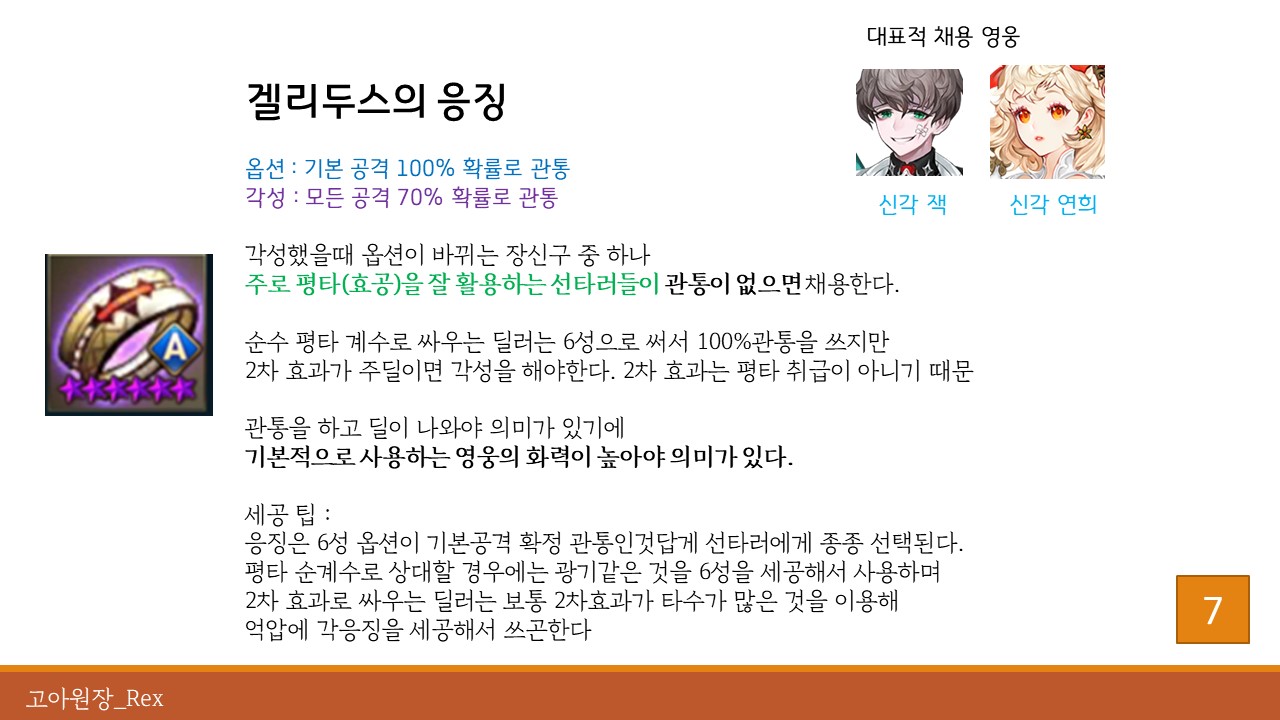 대표적 채용 영웅
겔리두스의 응징
신각 잭
신각 연희
옵션 : 기본 공격 100% 확률로 관통
각성 : 모든 공격 70% 확률로 관통
각성했을때 옵션이 바뀌는 장신구 중 하나
주로 평타(효공)을 잘 활용하는 선타러들이 관통이 없으면 채용한다.
순수 평타 계수로 싸우는 딜러는 6성으로 써서 100%관통을 쓰지만
2차 효과가 주딜이면 각성을 해야한다. 2차 효과는 평타 취급이 아니기 때문
관통을 하고 딜이 나와야 의미가 있기에
기본적으로 사용하는 영웅의 화력이 높아야 의미가 있다.
A
세공 팁 :
응징은 6성 옵션이 기본공격 확정 관통인것답게 선타러에게 종종 선택된다.
평타 순계수로 상대할 경우에는 광기같은 것을 6성을 세공해서 사용하며
2차 효과로 싸우는 딜러는 보통 2차효과가 타수가 많은 것을 이용해
억압에 각응징을 세공해서 쓰곤한다
7
고아원장_Rex